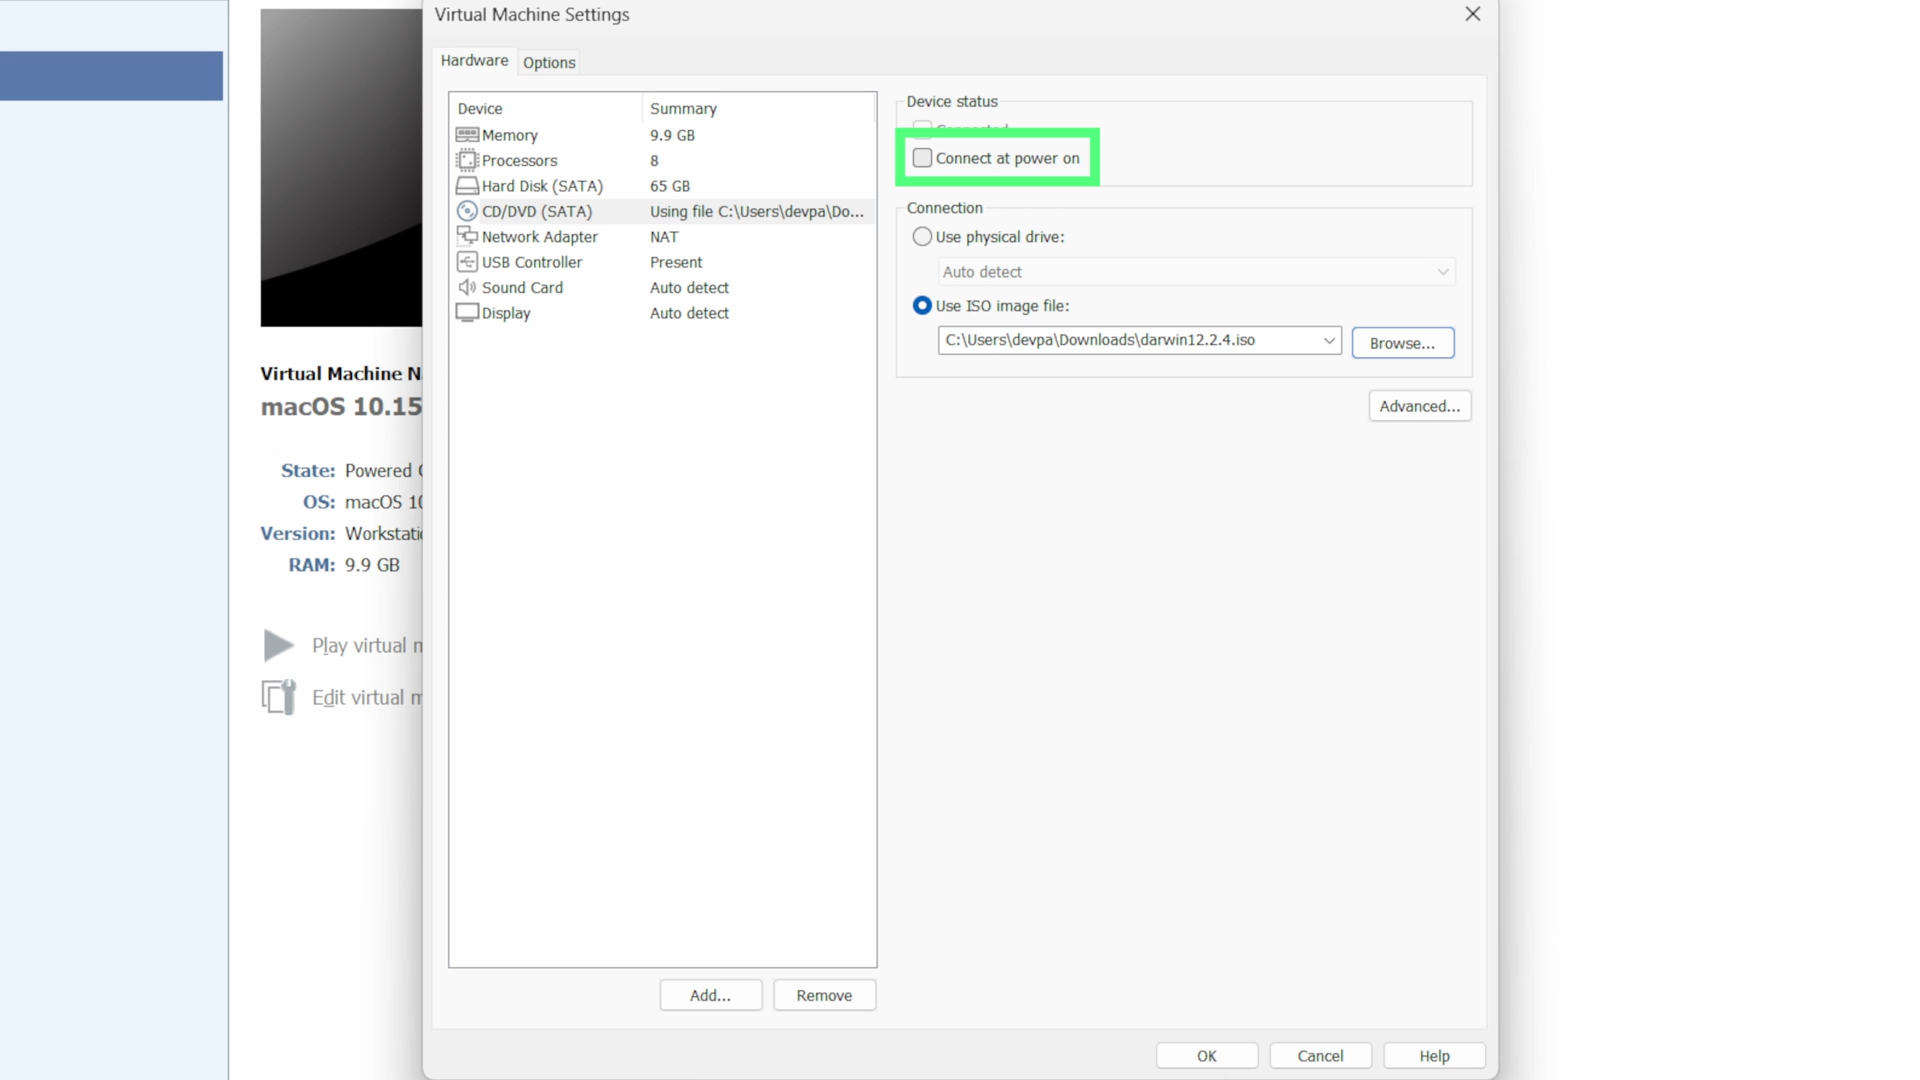 Virtual Machine Settings
Hardware
Options
Device Summary
Memory 9.9 GB
Processors 8
Hard Disk (SATA) 65 GB
CD/DVD (SATA) Using file C:\Users\devpa\Do...
Network Adapter NAT
USB Controller Present
Sound Card Auto detect
Display Auto detect
Add...
Remove
Device status
Connected
Connect at power on
Connection
Use physical drive:
Auto detect
Use ISO image file:
C:\Users\devpa\Downloads\darwin12.2.4.iso
Browse...
Advanced...
OK
Cancel
Help
Virtual Machine N
macOS 10.15
State: Powered
OS: macOS 10
Version: Workstati
RAM: 9.9 GB
Play virtual
Edit virtual